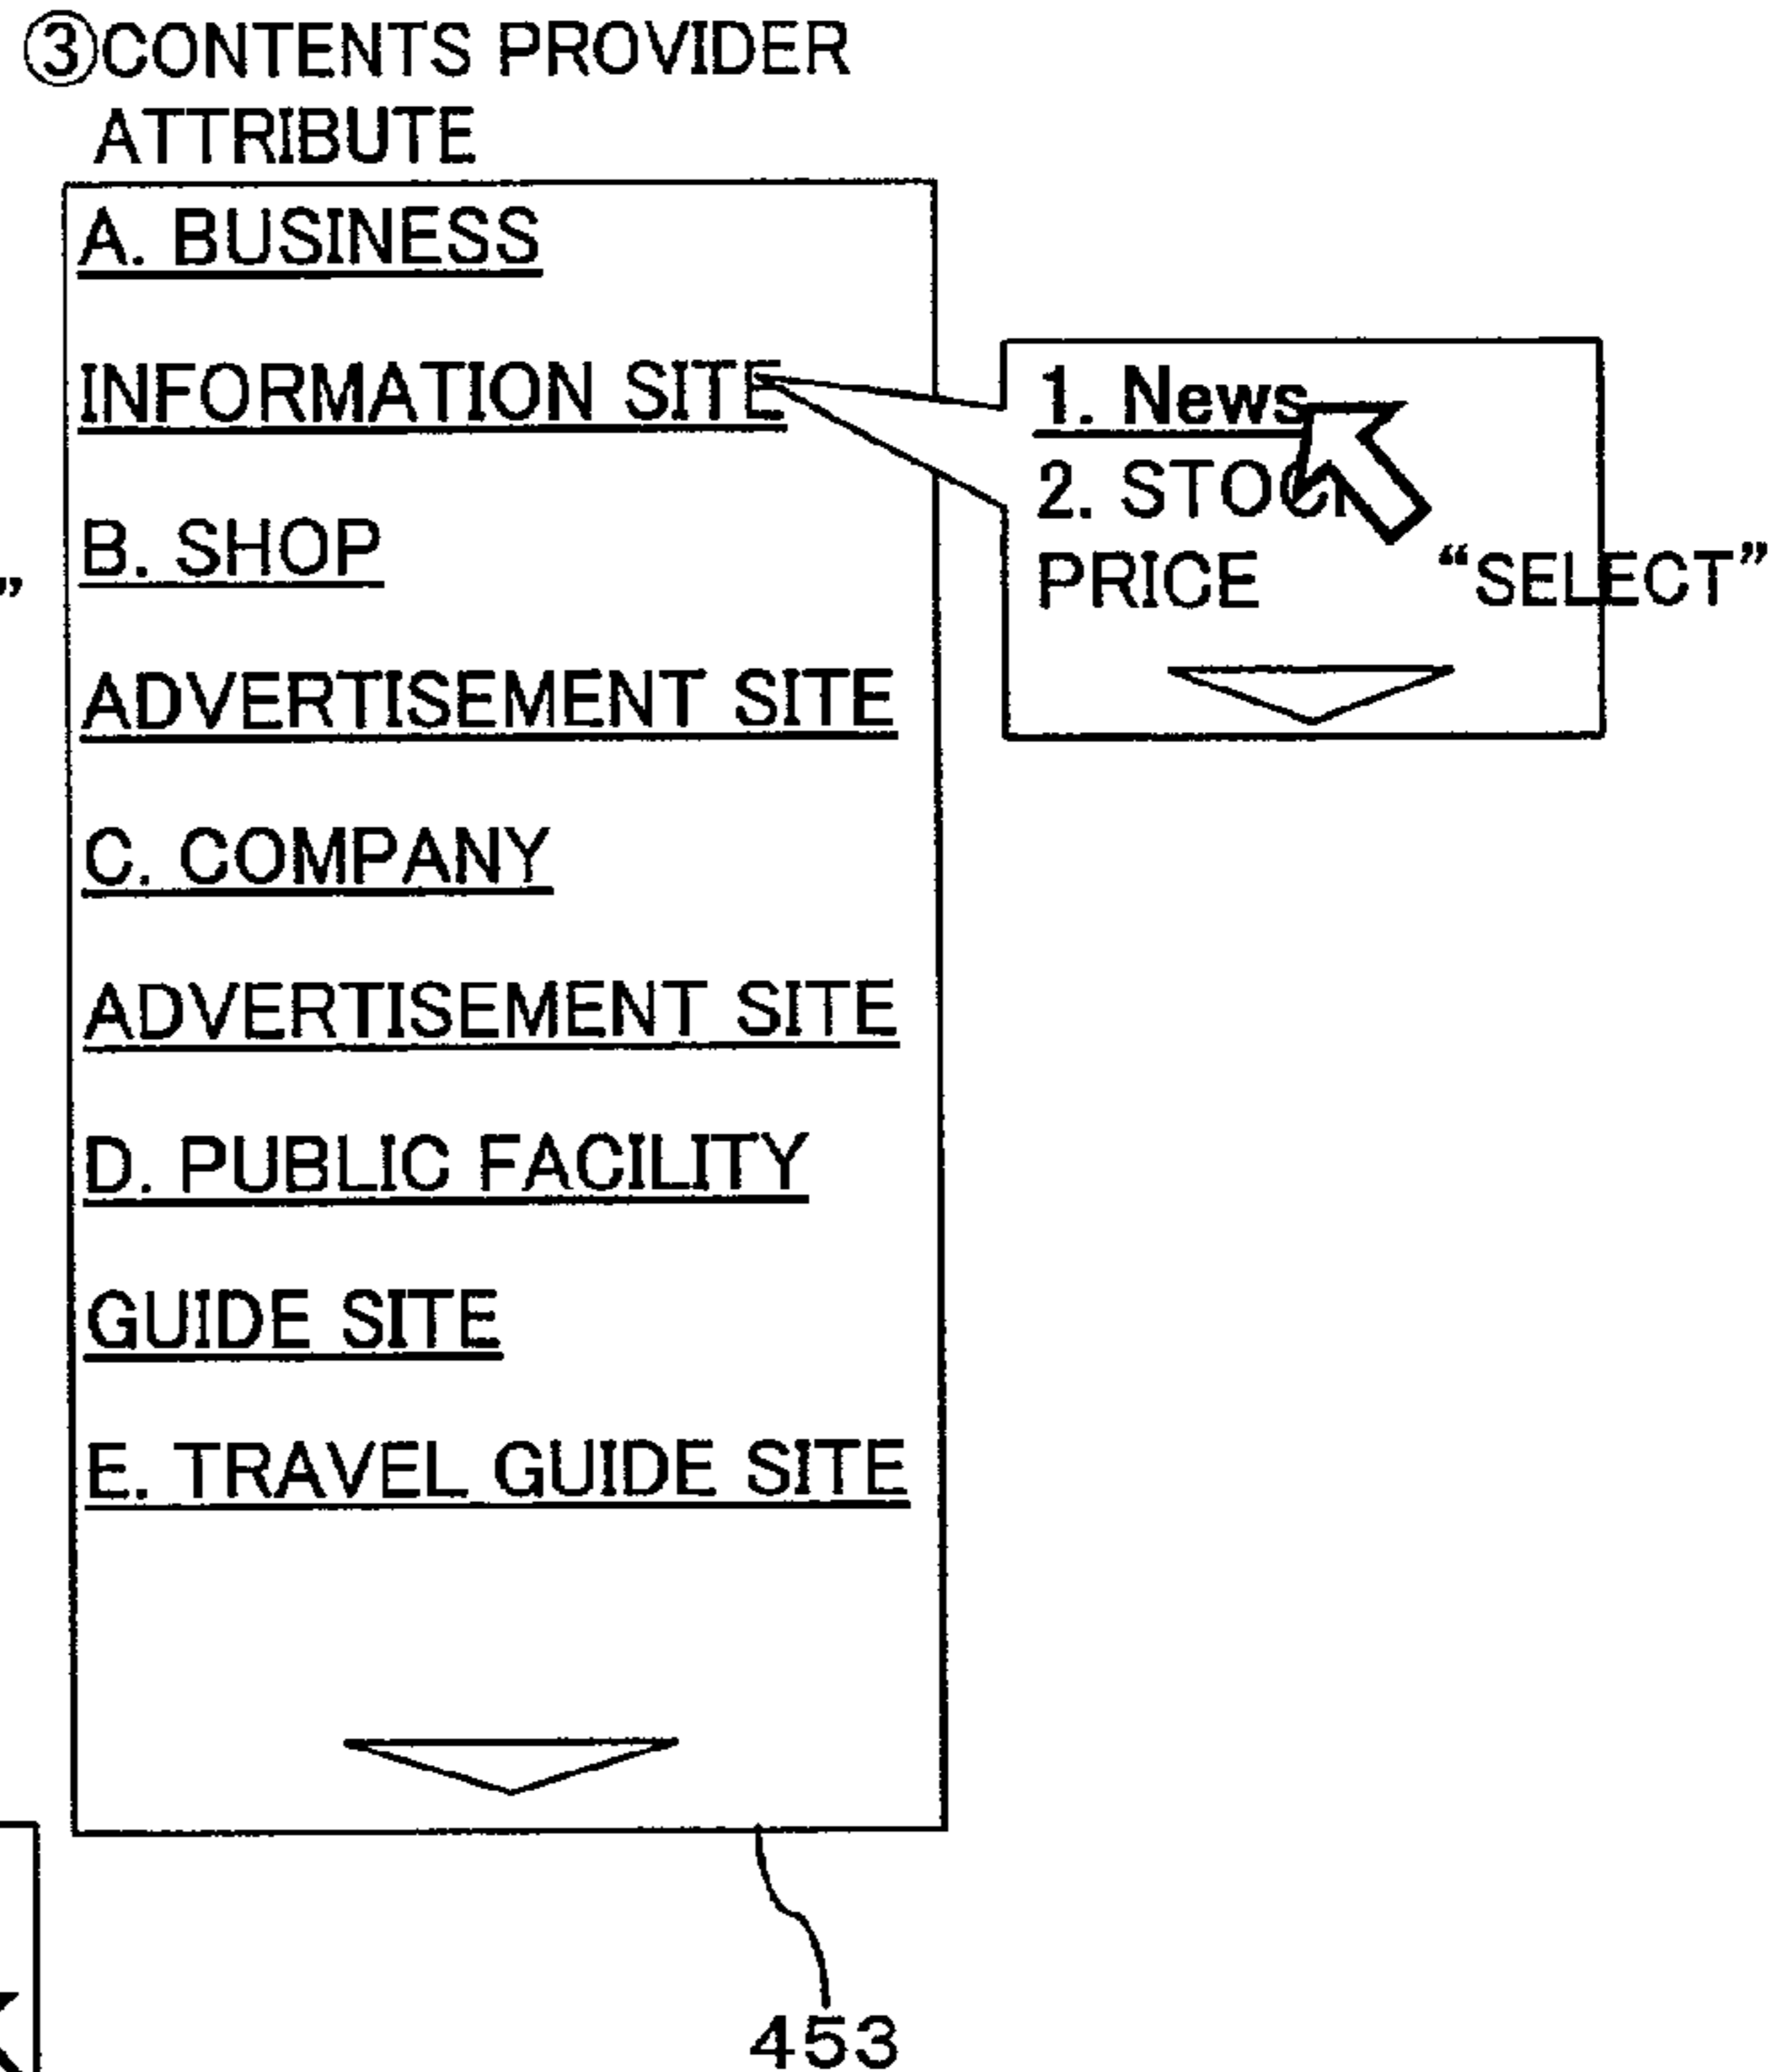 ③CONTENTS PROVIDER
ATTRIBUTE
A. BUSINESS
INFORMATION SITE
B. SHOP
ADVERTISEMENT SITE
C. COMPANY
ADVERTISEMENT SITE
D. PUBLIC FACILITY
GUIDE SITE
E. TRAVEL GUIDE SITE
1. News
2. STOCK
PRICE
“SELECT”
”
453